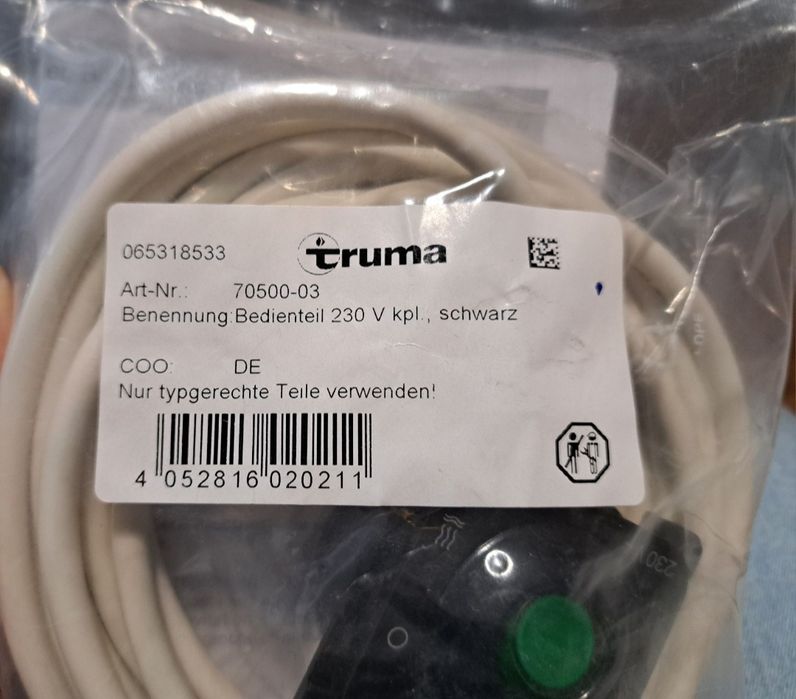 065318533 truma
Art-Nr.: 70500-03
Benennung:Bedienteil 230 V kpl., schwarz
COO: DE
Nur typgerechte Teile verwenden!
4 052816 020211
230